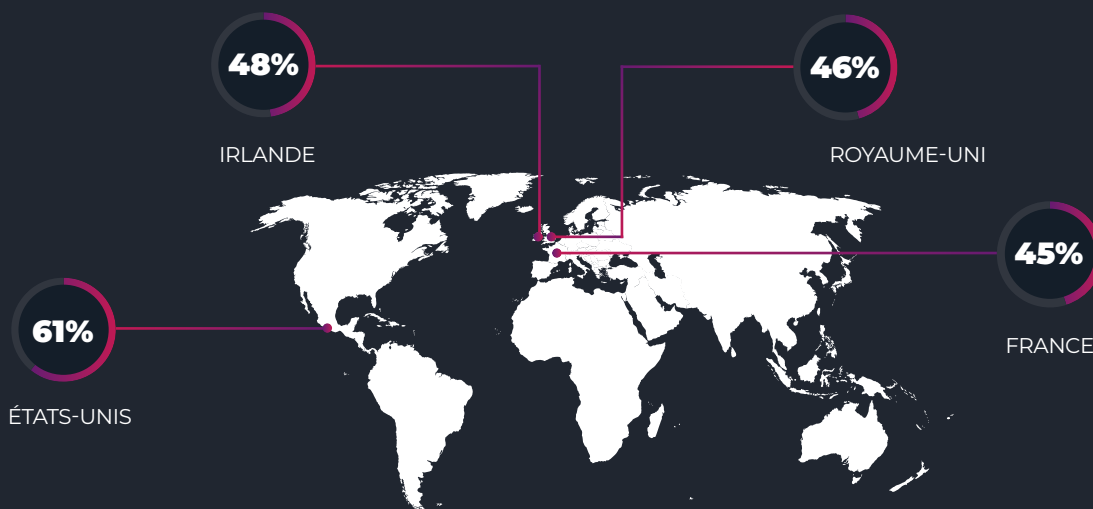 48%
IRLANDE
46%
ROYAUME-UNI
45%
FRANCE
61%
ÉTATS-UNIS